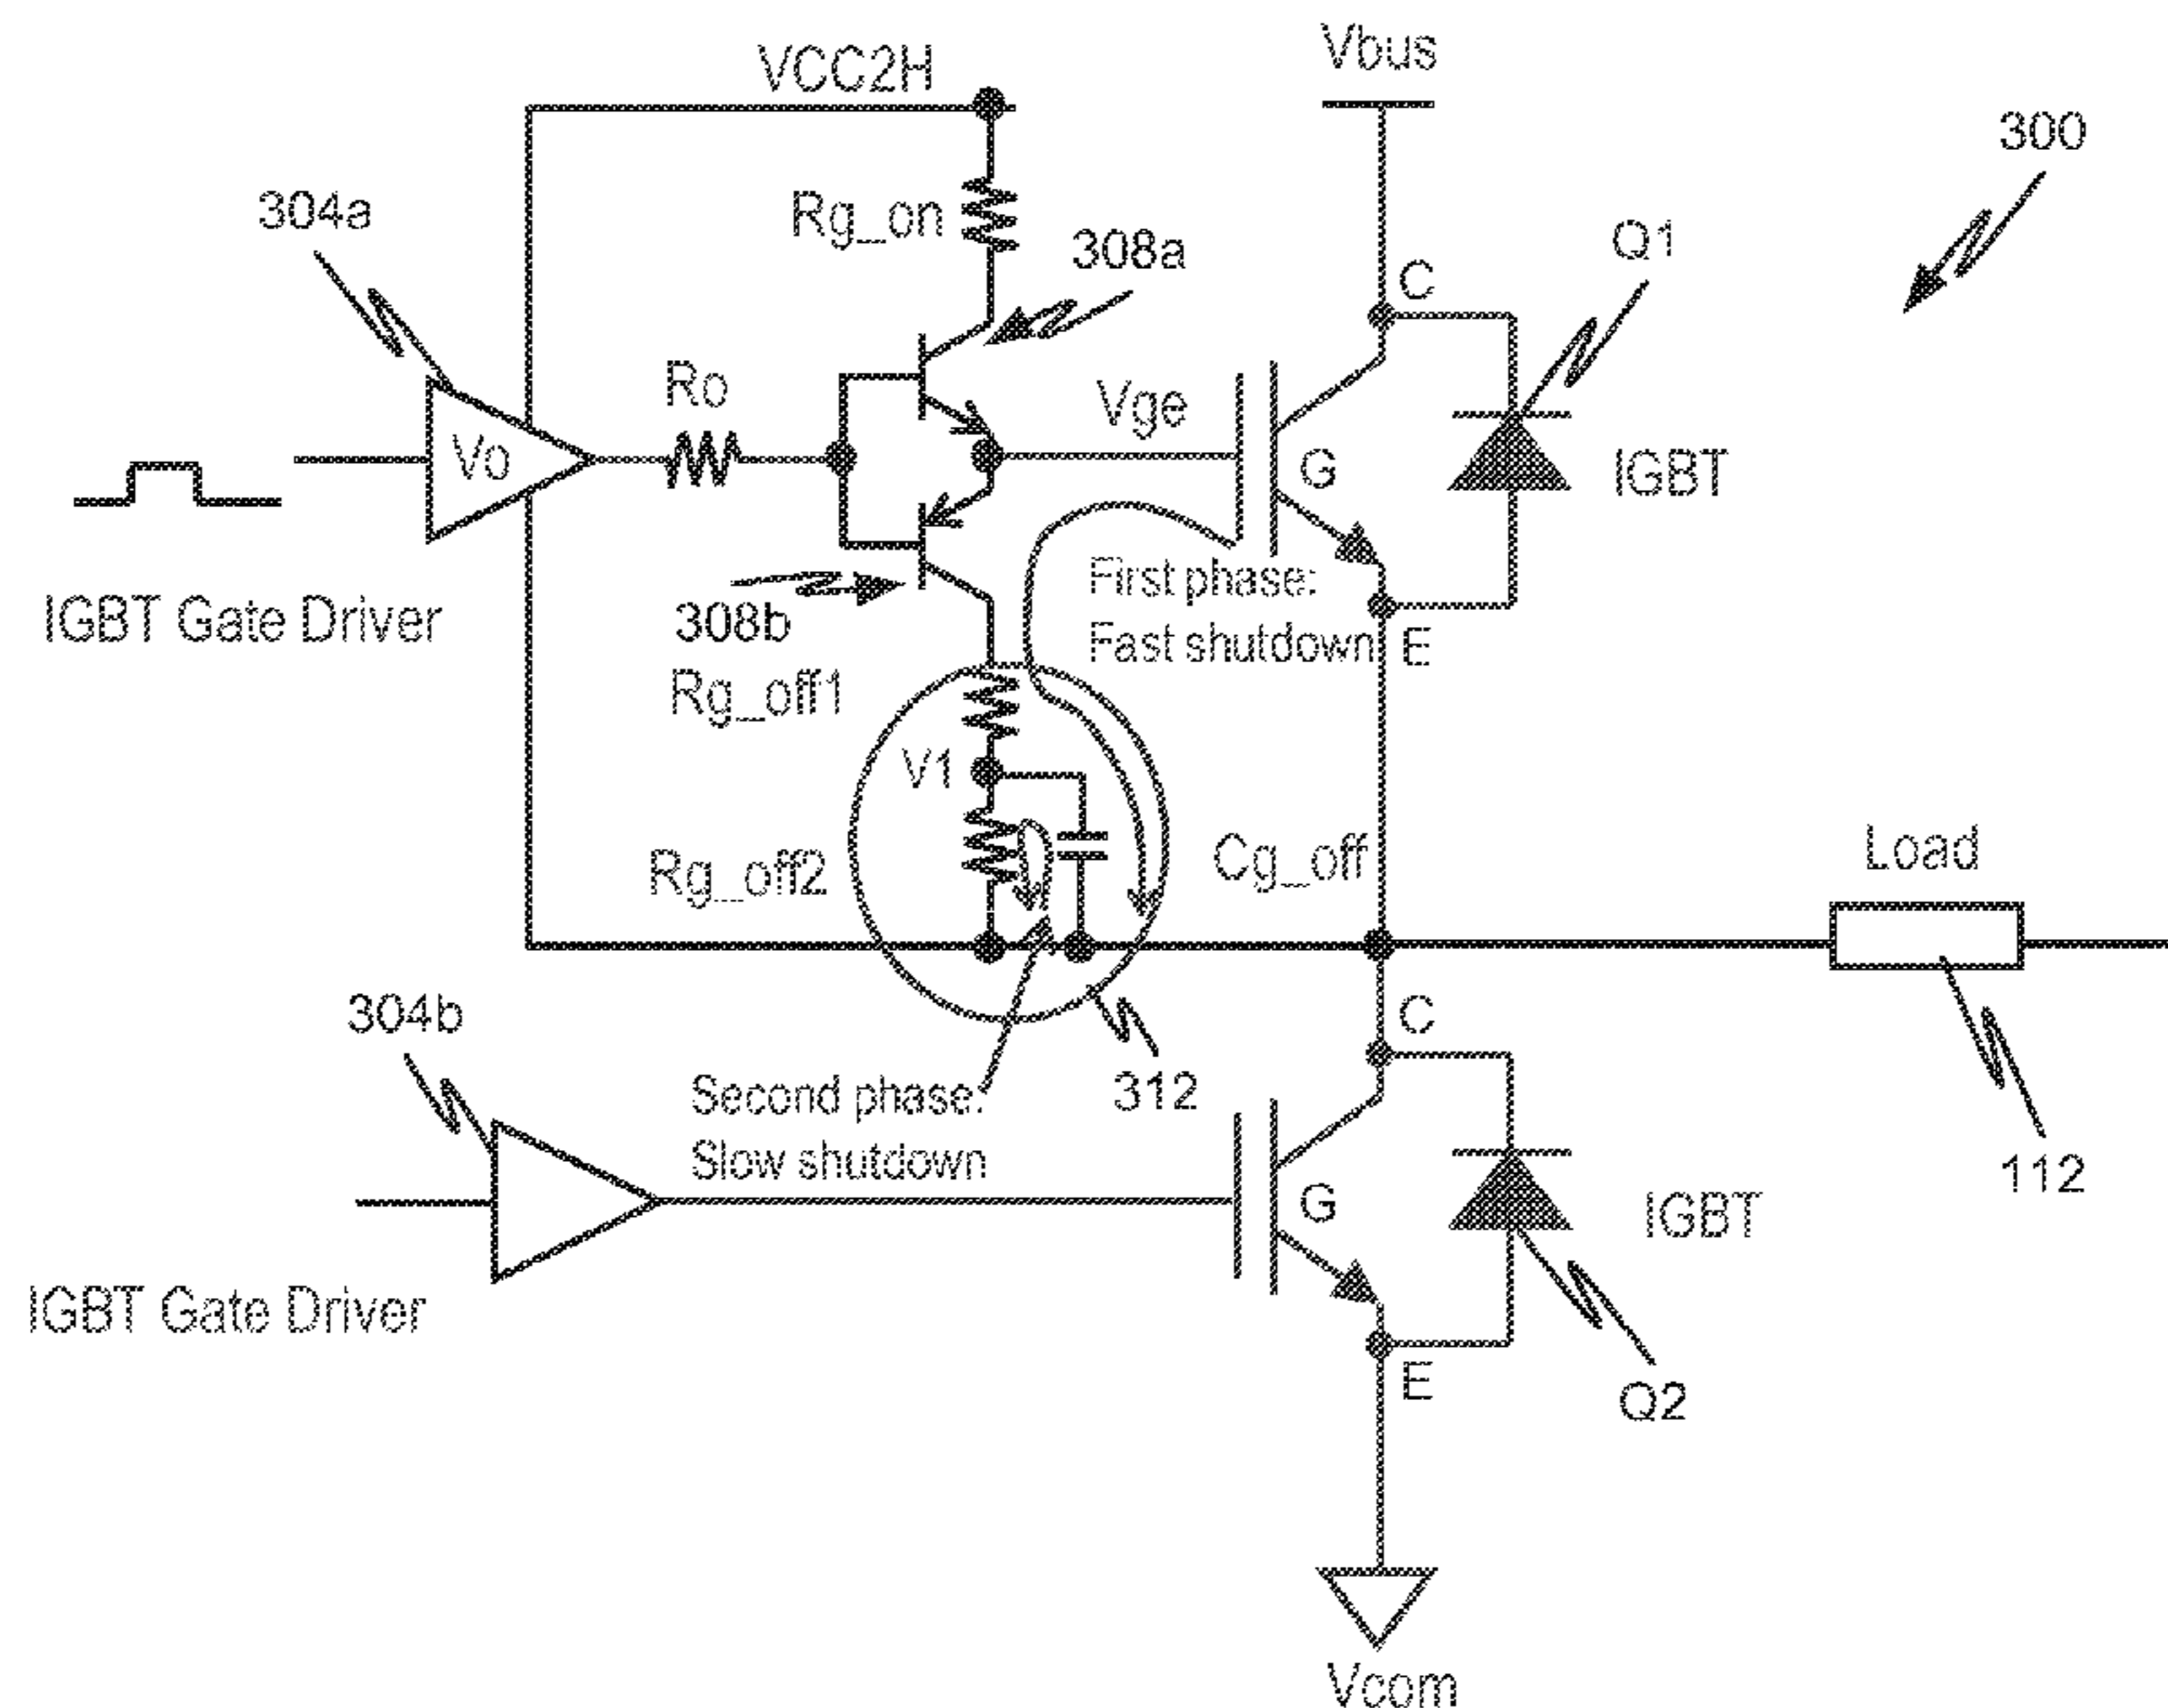 VCC2H
Vbus
300
304a
Rg_on
308a
Q1
C
Ro
Vge
Vo
G
IGBT
IGBT Gate Driver
308b
First phase:
Fast shutdown
E
Rg_off1
V1
Rg_off2
Cg_off
Load
304b
C
Second phase:
Slow shutdown
312
112
G
IGBT
IGBT Gate Driver
E
Q2
Vcom